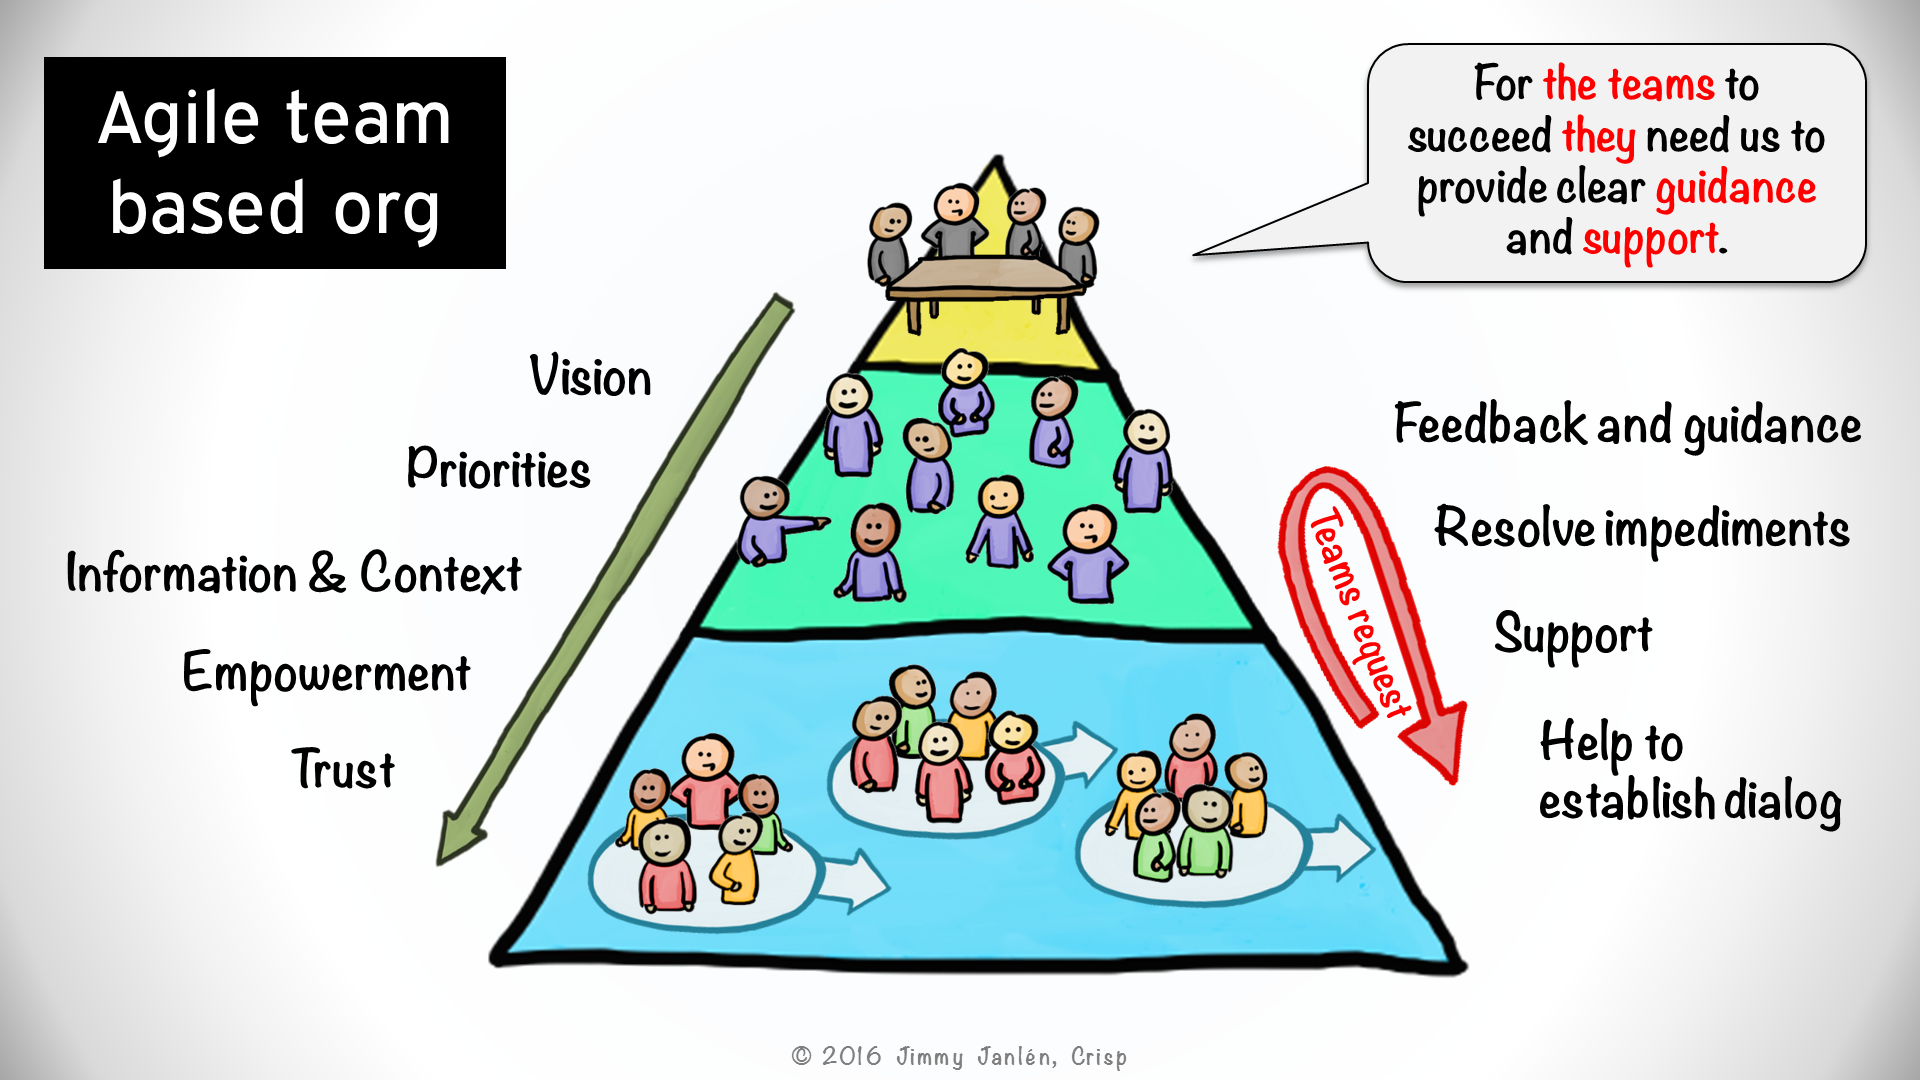 Agile team
based org
For the teams to
succeed they need us to
provide clear guidance
and support.
Vision
Priorities
Information & Context
Empowerment
Trust
Feedback and guidance
Resolve impediments
Support
Help to
establish dialog
Teams request
© 2016 Jimmy Janlén, Crisp